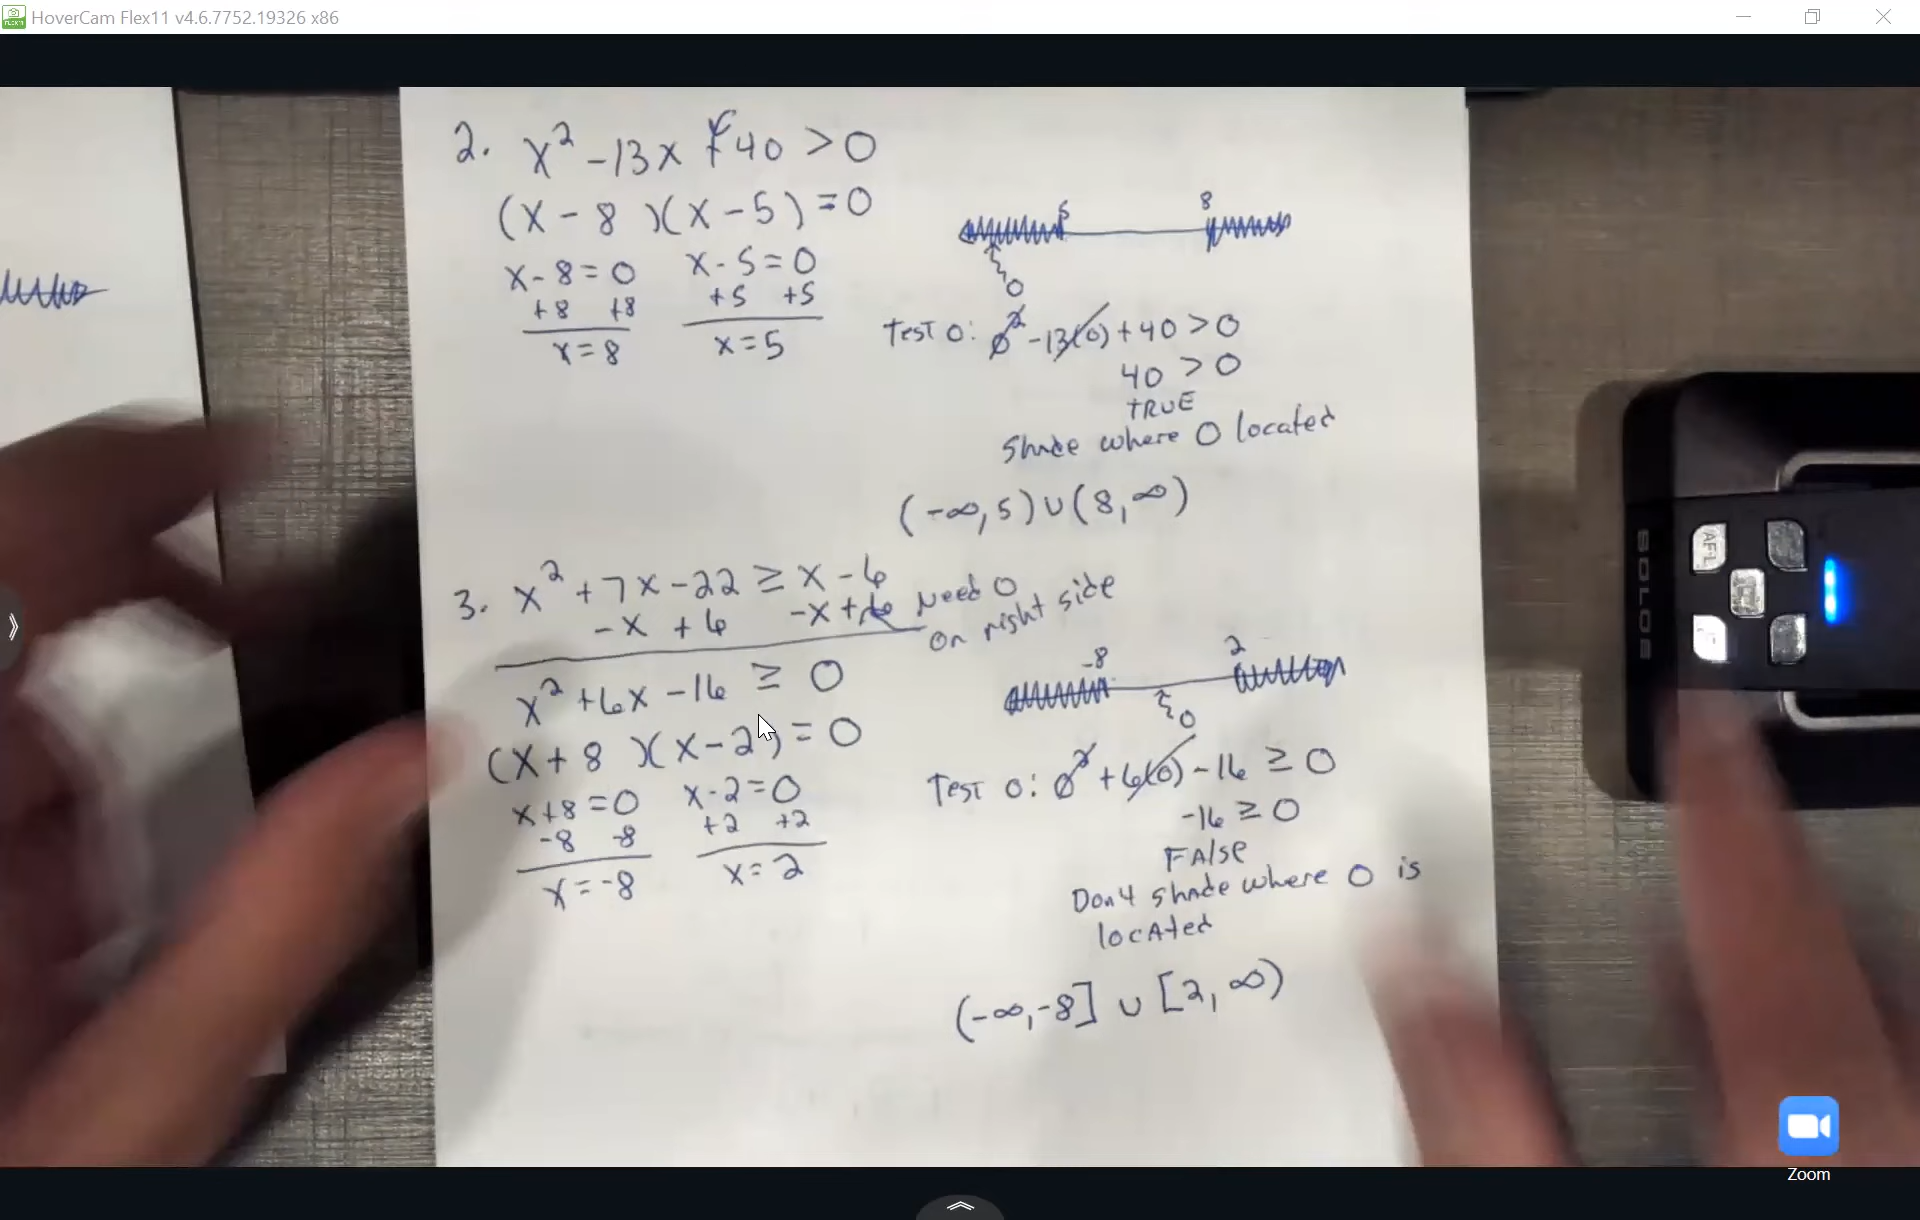 HoverCam Flex11 v4.6.7752.19326 x86
2. x² - 13x + 40 > 0
(x - 8 )(x - 5) = 0
x - 8 = 0 x - 5 = 0
+8 +8 +5 +5
x = 8 x = 5
5 8
0
Test 0: 0² - 13(0) + 40 > 0
40 > 0
TRUE
Shade where 0 located
(-∞, 5) ∪ (8, ∞)
3. x² + 7x - 22 ≥ x - 6
-x + 6 -x + 6 Need 0
on right side
x² + 6x - 16 ≥ 0
(x + 8 )(x - 2) = 0
x + 8 = 0 x - 2 = 0
-8 -8 +2 +2
x = -8 x = 2
-8 2
0
Test 0: 0² + 6(0) - 16 ≥ 0
-16 ≥ 0
FAlse
Don4 shade where 0 is
locAted
(-∞, -8] ∪ [2, ∞)
SOLO8
AF-L
Zoom